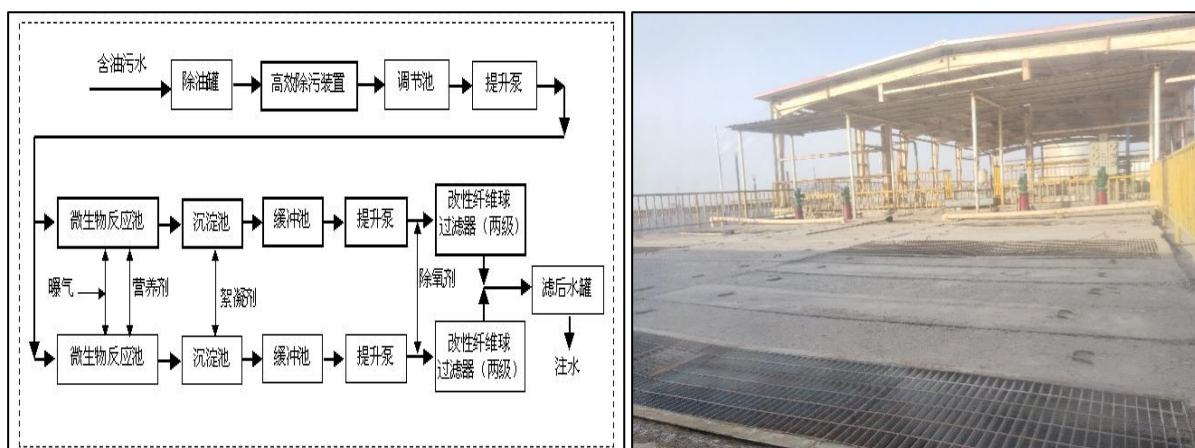 含油污水
除油罐
高效除污装置
调节池
提升泵
微生物反应池
沉淀池
缓冲池
提升泵
改性纤维球
过滤器（两级）
曝气
营养剂
絮凝剂
除氧剂
滤后水罐
微生物反应池
沉淀池
缓冲池
提升泵
改性纤维球
过滤器（两级）
注水